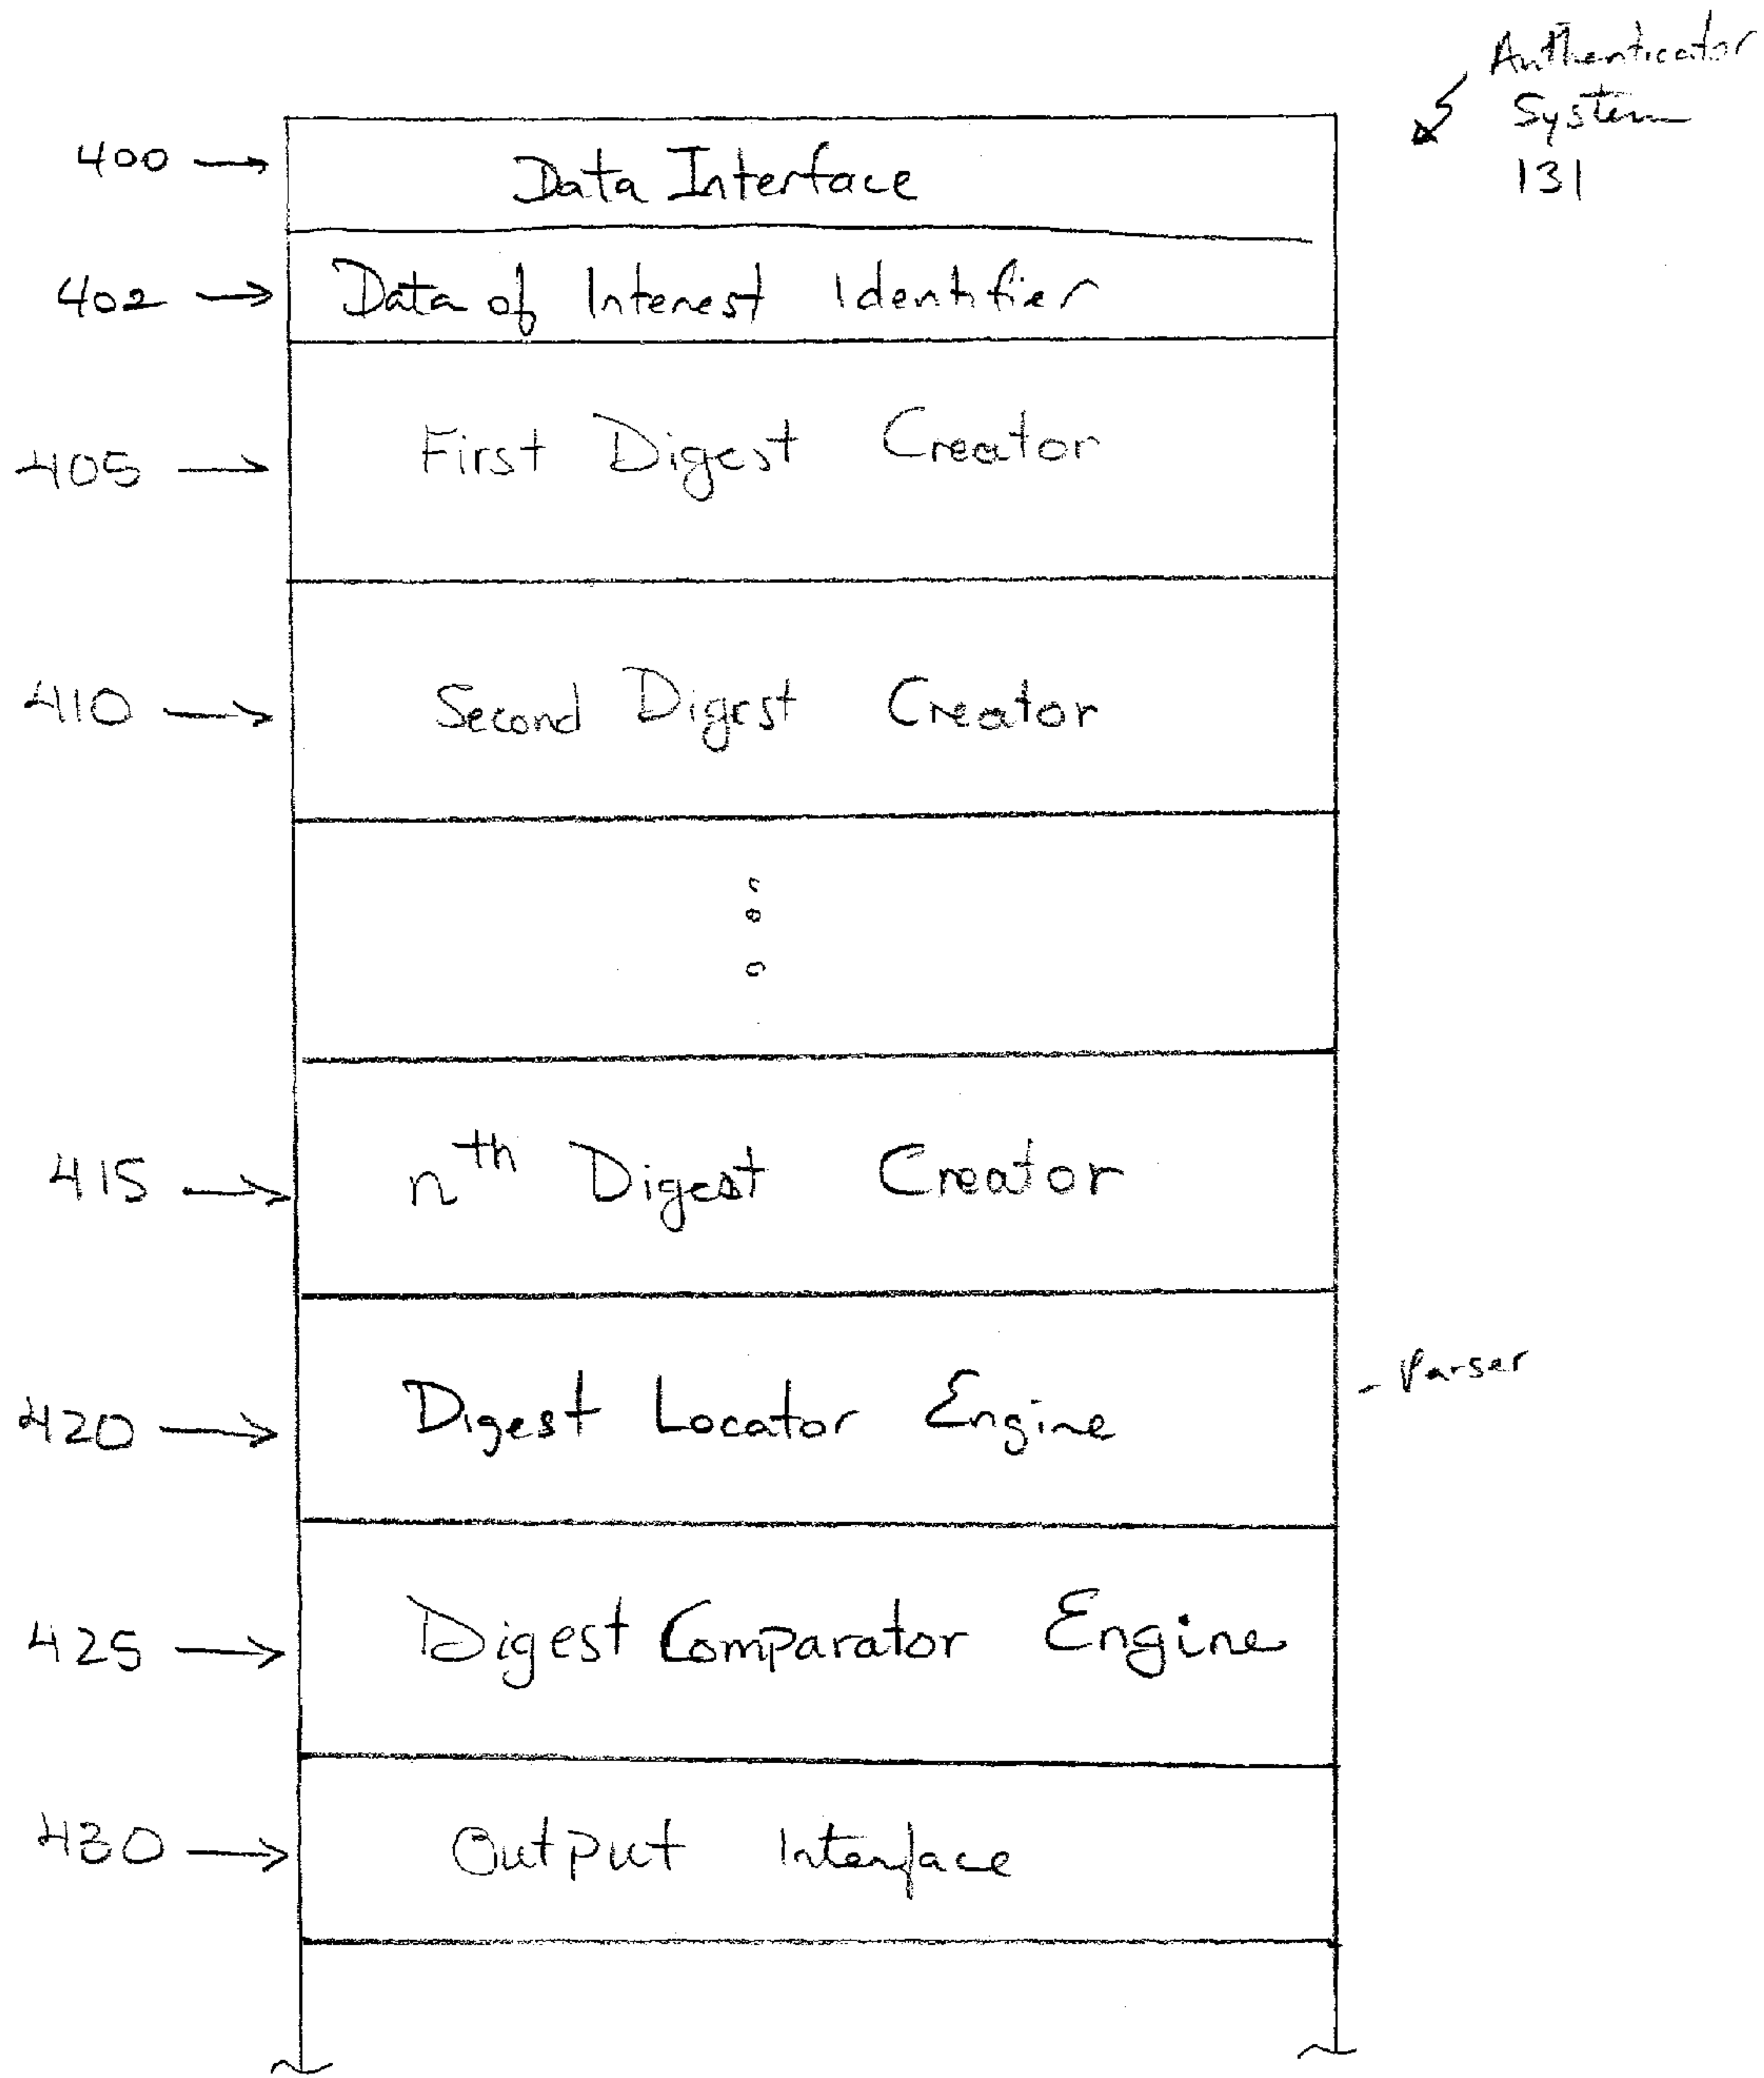 Authenticator
System
131
400 → Data Interface
402 → Data of Interest Identifier
405 → First Digest Creator
410 → Second Digest Creator
415 → nth Digest Creator
420 → Digest Locator Engine - Parser
425 → Digest Comparator Engine
430 → Output Interface